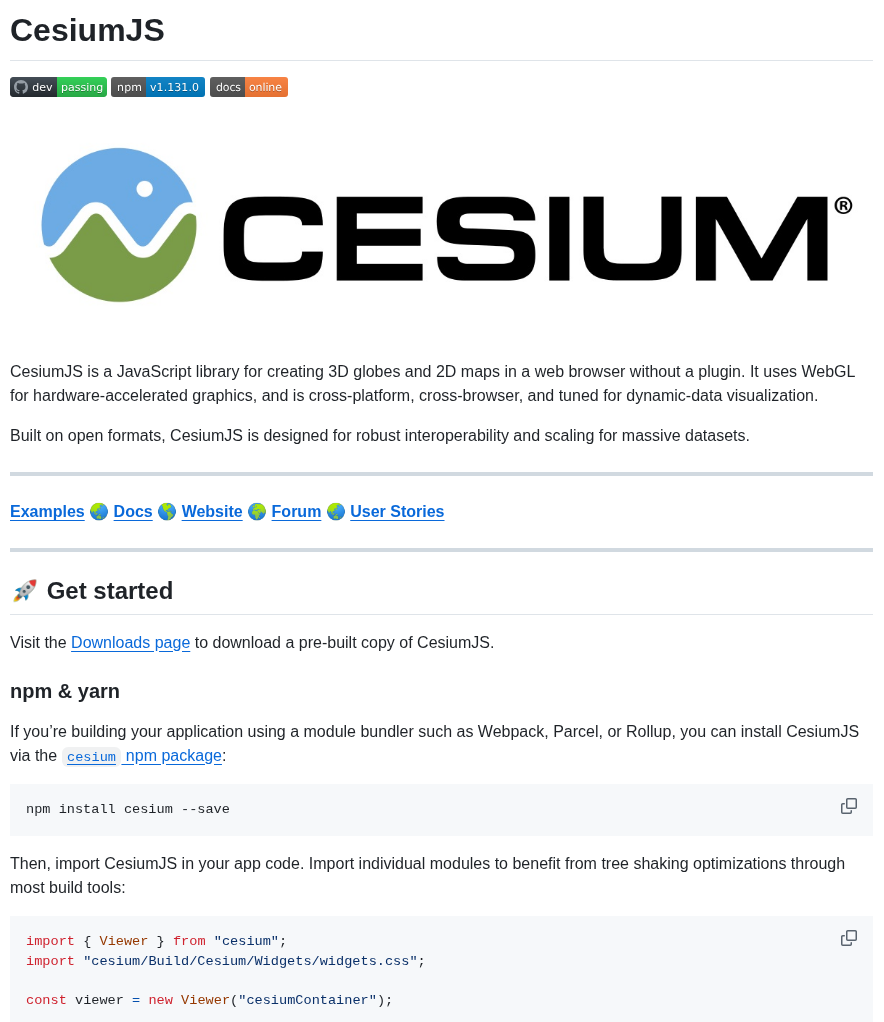 CesiumJS
dev passing npm v1.131.0 docs online
CESIUM®
CesiumJS is a JavaScript library for creating 3D globes and 2D maps in a web browser without a plugin. It uses WebGL
for hardware-accelerated graphics, and is cross-platform, cross-browser, and tuned for dynamic-data visualization.
Built on open formats, CesiumJS is designed for robust interoperability and scaling for massive datasets.
Examples 🌏 Docs 🌎 Website 🌍 Forum 🌏 User Stories
🚀 Get started
Visit the Downloads page to download a pre-built copy of CesiumJS.
npm & yarn
If you’re building your application using a module bundler such as Webpack, Parcel, or Rollup, you can install CesiumJS
via the cesium npm package:
npm install cesium --save
Then, import CesiumJS in your app code. Import individual modules to benefit from tree shaking optimizations through
most build tools:
import { Viewer } from "cesium";
import "cesium/Build/Cesium/Widgets/widgets.css";
const viewer = new Viewer("cesiumContainer");